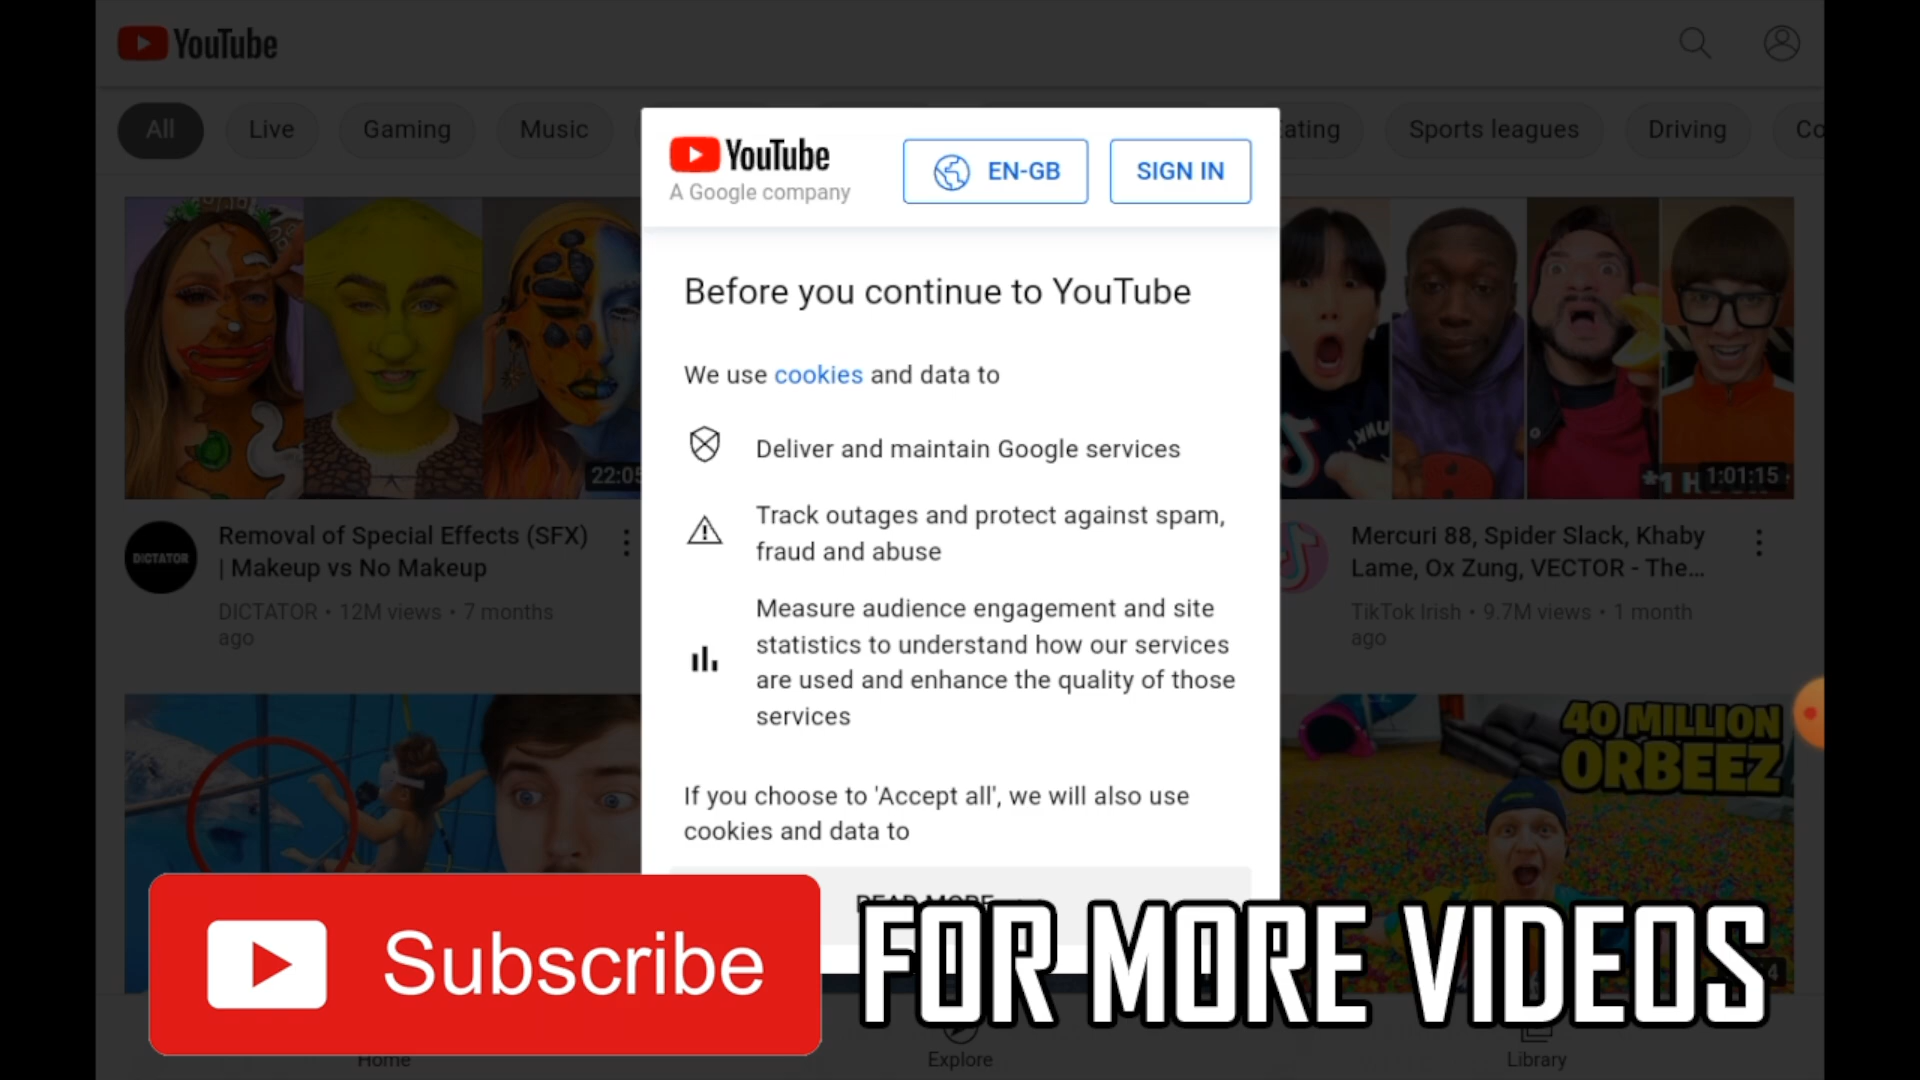 YouTube
All
Live
Gaming
Music
ating
Sports leagues
Driving
Co
YouTube
A Google company
EN-GB
SIGN IN
Before you continue to YouTube
We use cookies and data to
Deliver and maintain Google services
Track outages and protect against spam,
fraud and abuse
Measure audience engagement and site
statistics to understand how our services
are used and enhance the quality of those
services
If you choose to 'Accept all', we will also use
cookies and data to
READ MORE
22:05
DICTATOR
Removal of Special Effects (SFX)
| Makeup vs No Makeup
DICTATOR • 12M views • 7 months
ago
1:01:15
Mercuri 88, Spider Slack, Khaby
Lame, Ox Zung, VECTOR - The...
TikTok Irish • 9.7M views • 1 month
ago
40 MILLION
ORBEEZ
Subscribe
FOR MORE VIDEOS
Home
Explore
Library